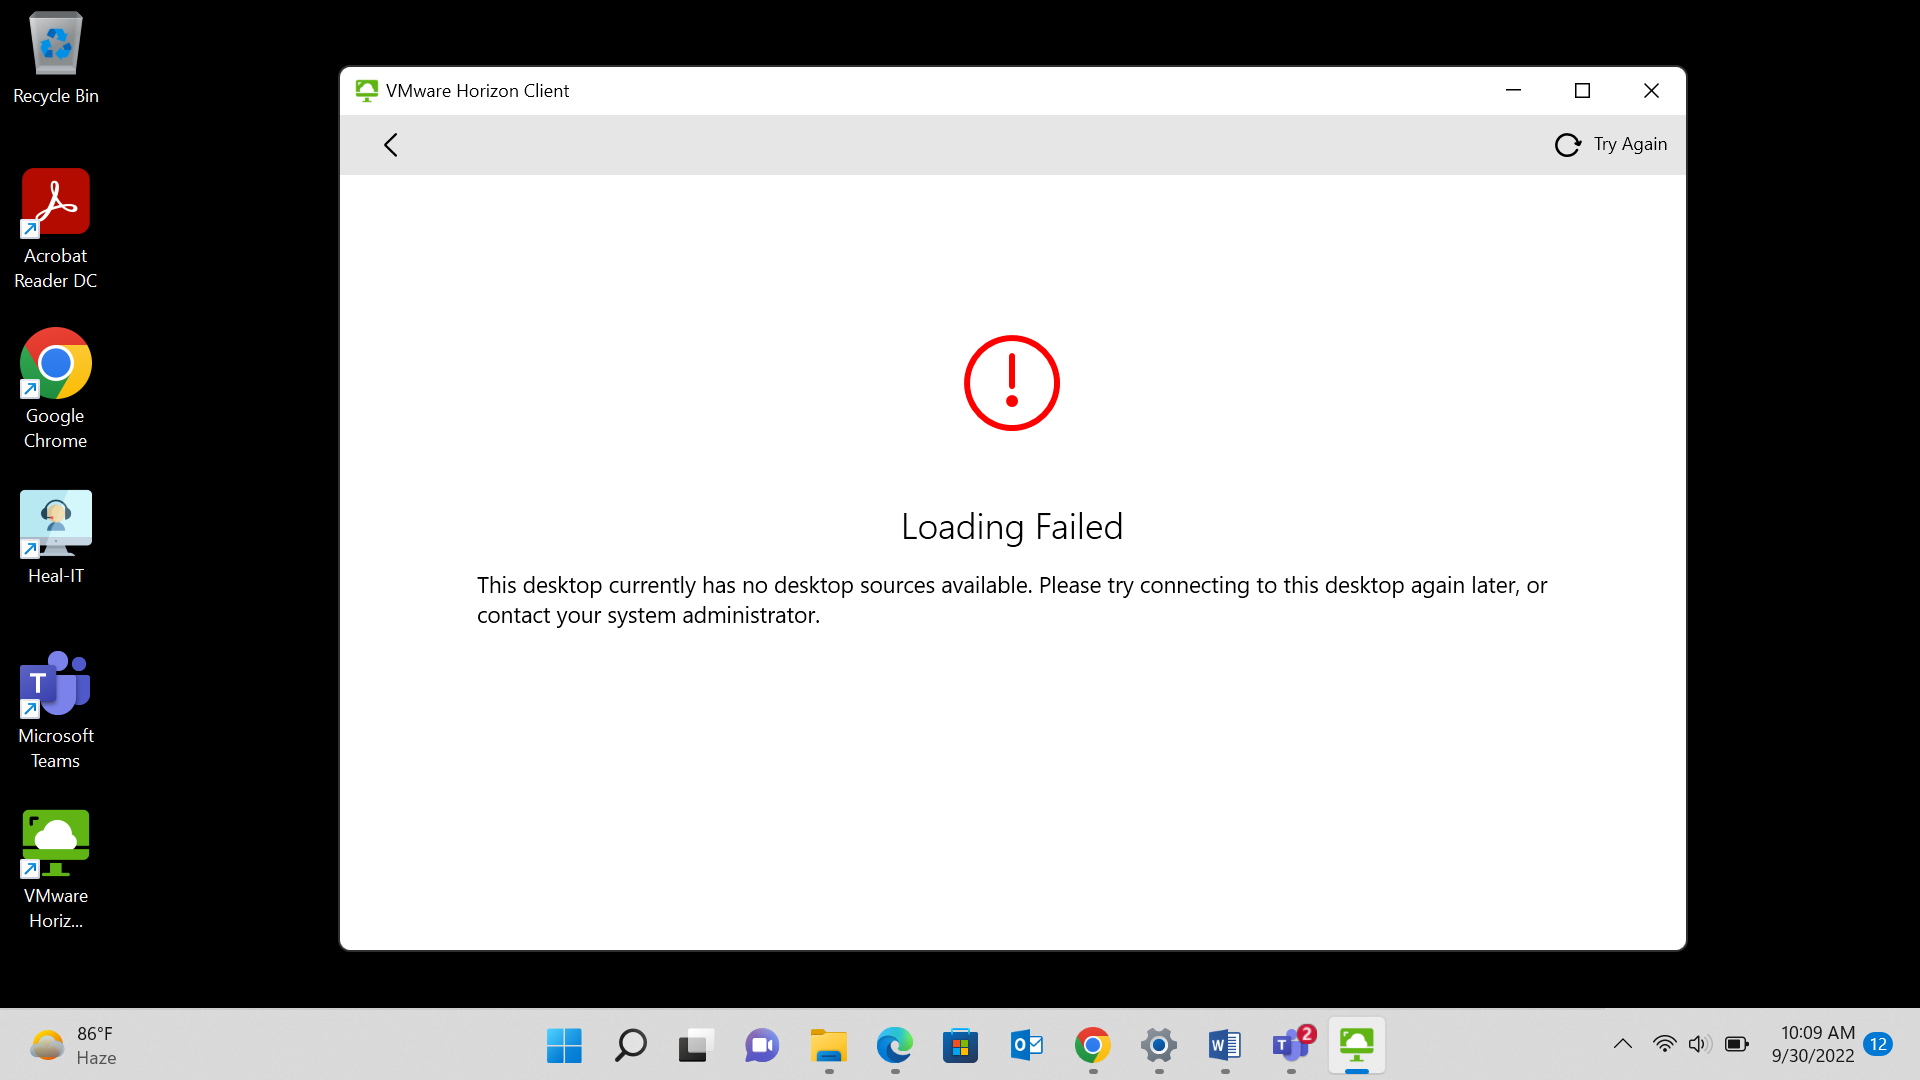 Recycle Bin
Acrobat
Reader DC
Google
Chrome
Heal-IT
T
Microsoft
Teams
VMware
Horiz...
VMware Horizon Client
Try Again
Loading Failed
This desktop currently has no desktop sources available. Please try connecting to this desktop again later, or
contact your system administrator.
86°F
Haze
O
W
T
2
10:09 AM
9/30/2022
12